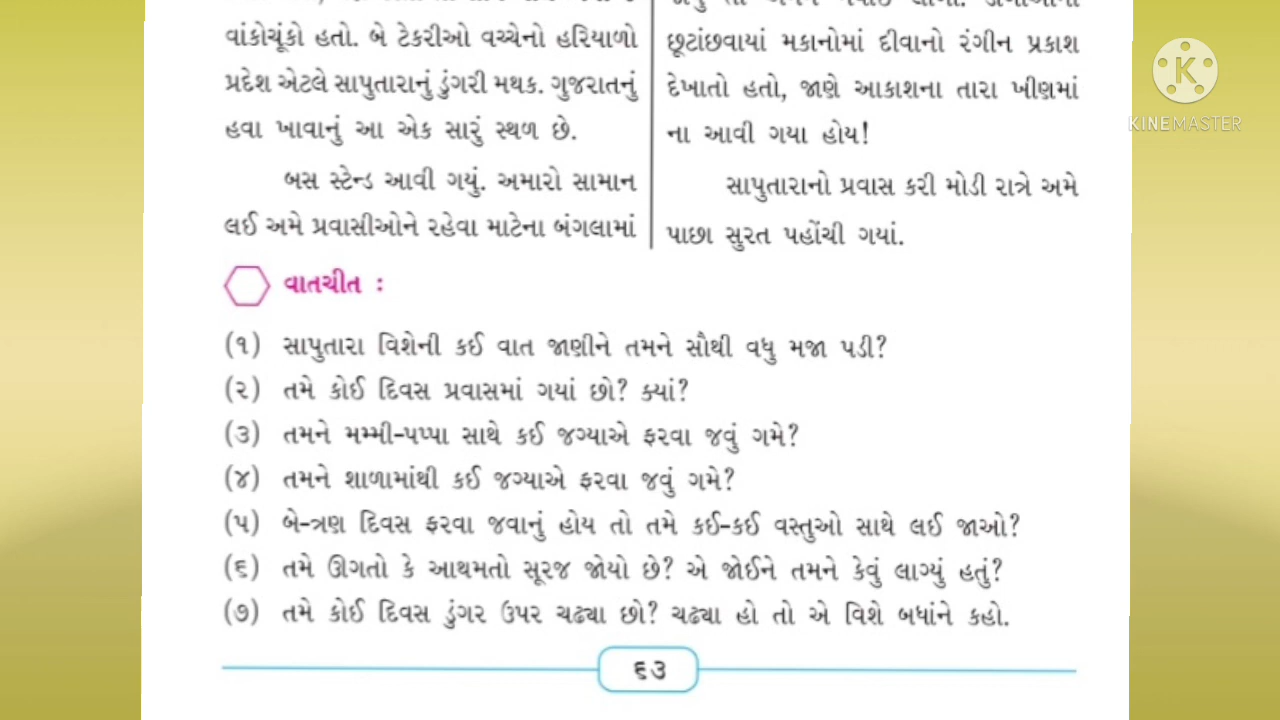 વાંકોચૂંકો હતો. બે ટેકરીઓ વચ્ચેનો હરિયાળો
પ્રદેશ એટલે સાપુતારાનું ડુંગરી મથક. ગુજરાતનું
હવા ખાવાનું આ એક સારું સ્થળ છે.
બસ સ્ટેન્ડ આવી ગયું. અમારો સામાન
લઈ અમે પ્રવાસીઓને રહેવા માટેના બંગલામાં
છૂટાંછવાયાં મકાનોમાં દીવાનો રંગીન પ્રકાશ
દેખાતો હતો, જાણે આકાશના તારા ખીણમાં
ના આવી ગયા હોય!
સાપુતારાનો પ્રવાસ કરી મોડી રાત્રે અમે
પાછા સુરત પહોંચી ગયાં.
વાતચીત :
(૧) સાપુતારા વિશેની કઈ વાત જાણીને તમને સૌથી વધુ મજા પડી?
(૨) તમે કોઈ દિવસ પ્રવાસમાં ગયાં છો? ક્યાં?
(૩) તમને મમ્મી-પપ્પા સાથે કઈ જગ્યાએ ફરવા જવું ગમે?
(૪) તમને શાળામાંથી કઈ જગ્યાએ ફરવા જવું ગમે?
(૫) બે-ત્રણ દિવસ ફરવા જવાનું હોય તો તમે કઈ-કઈ વસ્તુઓ સાથે લઈ જાઓ?
(૬) તમે ઊગતો કે આથમતો સૂરજ જોયો છે? એ જોઈને તમને કેવું લાગ્યું હતું?
(૭) તમે કોઈ દિવસ ડુંગર ઉપર ચઢ્યા છો? ચઢ્યા હો તો એ વિશે બધાંને કહો.
૬૩
K
KINEMASTER